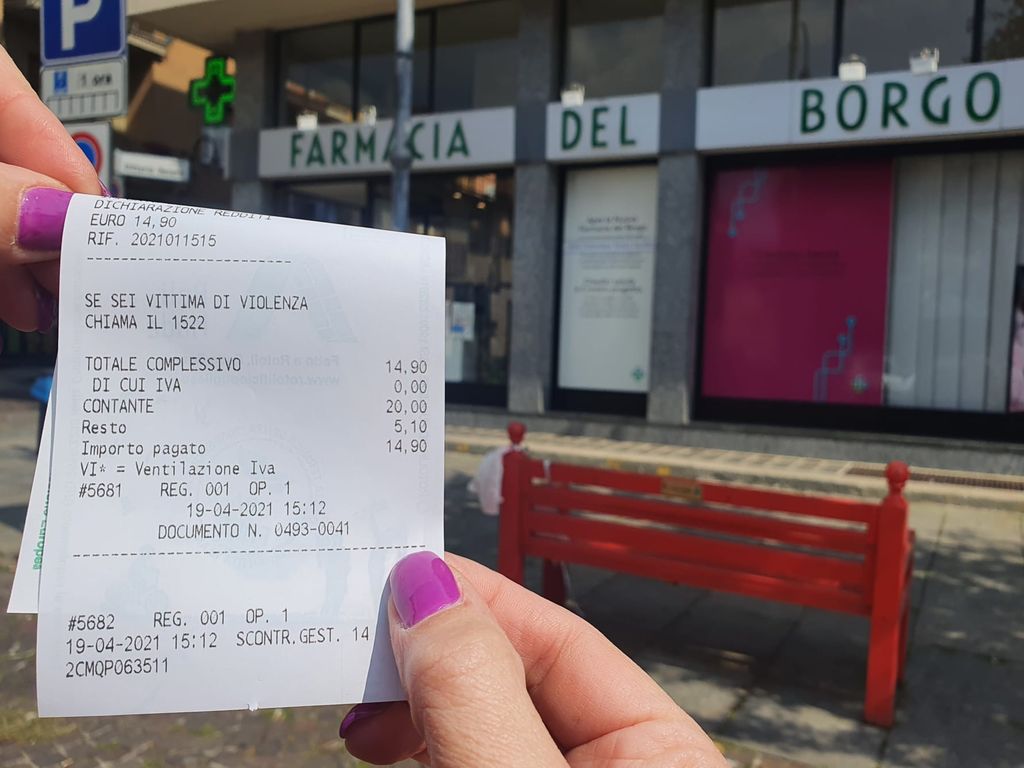 P
1 ora
FARMACIA DEL BORGO
DICHIARAZIONE REDDITI
EURO 14,90
RIF. 2021011515
--------------------------
SE SEI VITTIMA DI VIOLENZA
CHIAMA IL 1522
TOTALE COMPLESSIVO 14,90
DI CUI IVA 0,00
CONTANTE 20,00
Resto 5,10
Importo pagato 14,90
VI* = Ventilazione Iva
#5681 REG. 001 OP. 1
19-04-2021 15:12
DOCUMENTO N. 0493-0041
--------------------------------------------
#5682 REG. 001 OP. 1
19-04-2021 15:12 SCONTR.GEST. 14
2CMQP063511